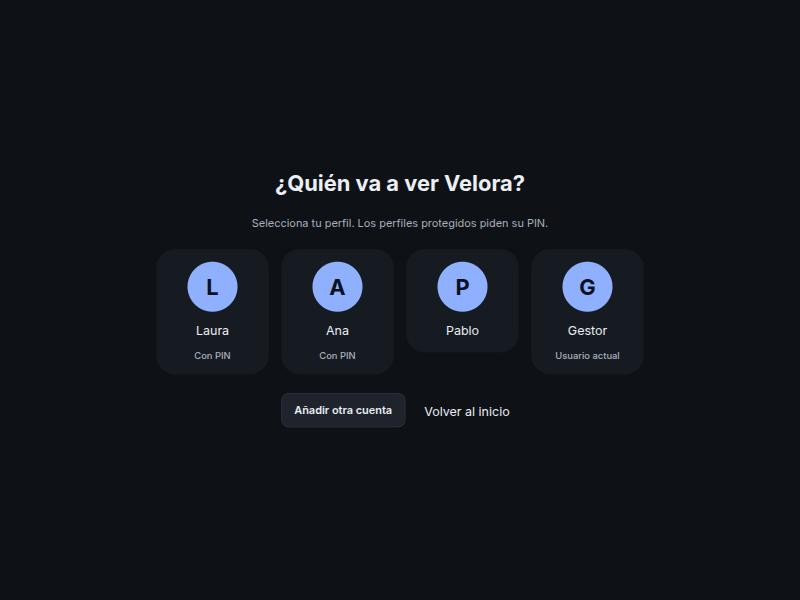 ¿Quién va a ver Velora?
Selecciona tu perfil. Los perfiles protegidos piden su PIN.
L
Laura
Con PIN
A
Ana
Con PIN
P
Pablo
G
Gestor
Usuario actual
Añadir otra cuenta
Volver al inicio